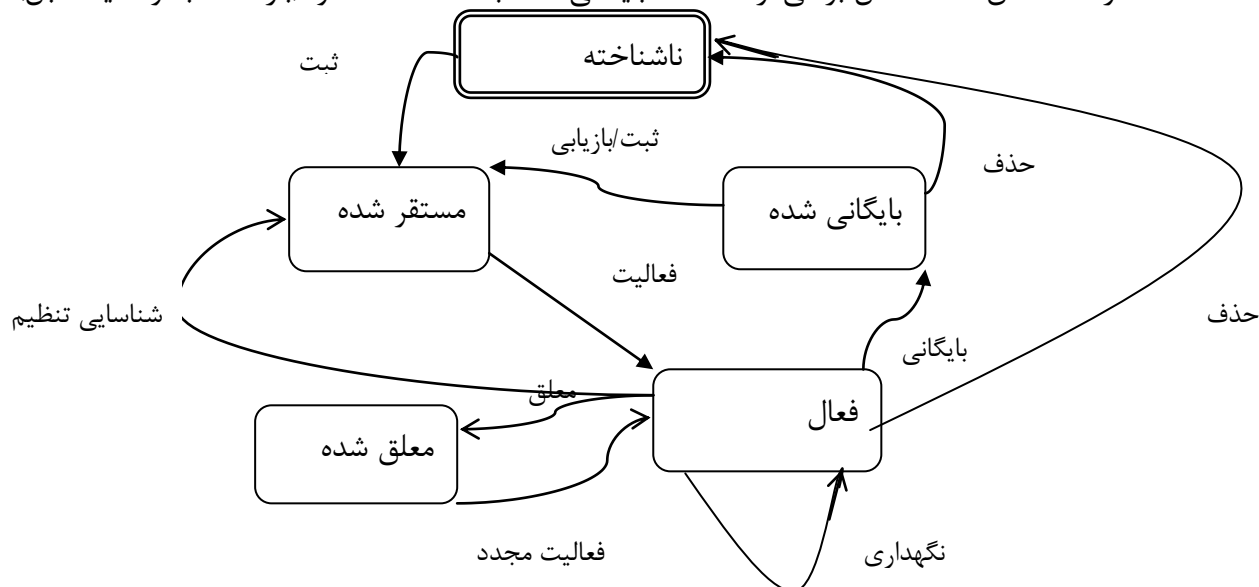 ناشناخته
ثبت
ثبت/بازیابی
حذف
بایگانی شده
مستقر شده
فعالیت
شناسایی تنظیم
حذف
بایگانی
معلق
فعال
معلق شده
فعالیت مجدد
نگهداری